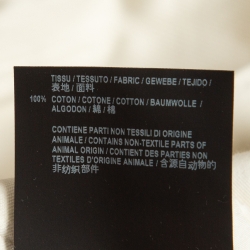 TISSU / TESSUTO / FABRIC / GEWEBE / TEJIDO /
表地 / 面料
100% COTON / COTONE / COTTON / BAUMWOLLE /
ALGODON / 綿 / 棉
CONTIENE PARTI NON TESSILI DI ORIGINE
ANIMALE / CONTAINS NON-TEXTILE PARTS OF
ANIMAL ORIGIN / CONTIENT DES PARTIES NON
TEXTILES D'ORIGINE ANIMALE / 含源自动物的
非纺织部件